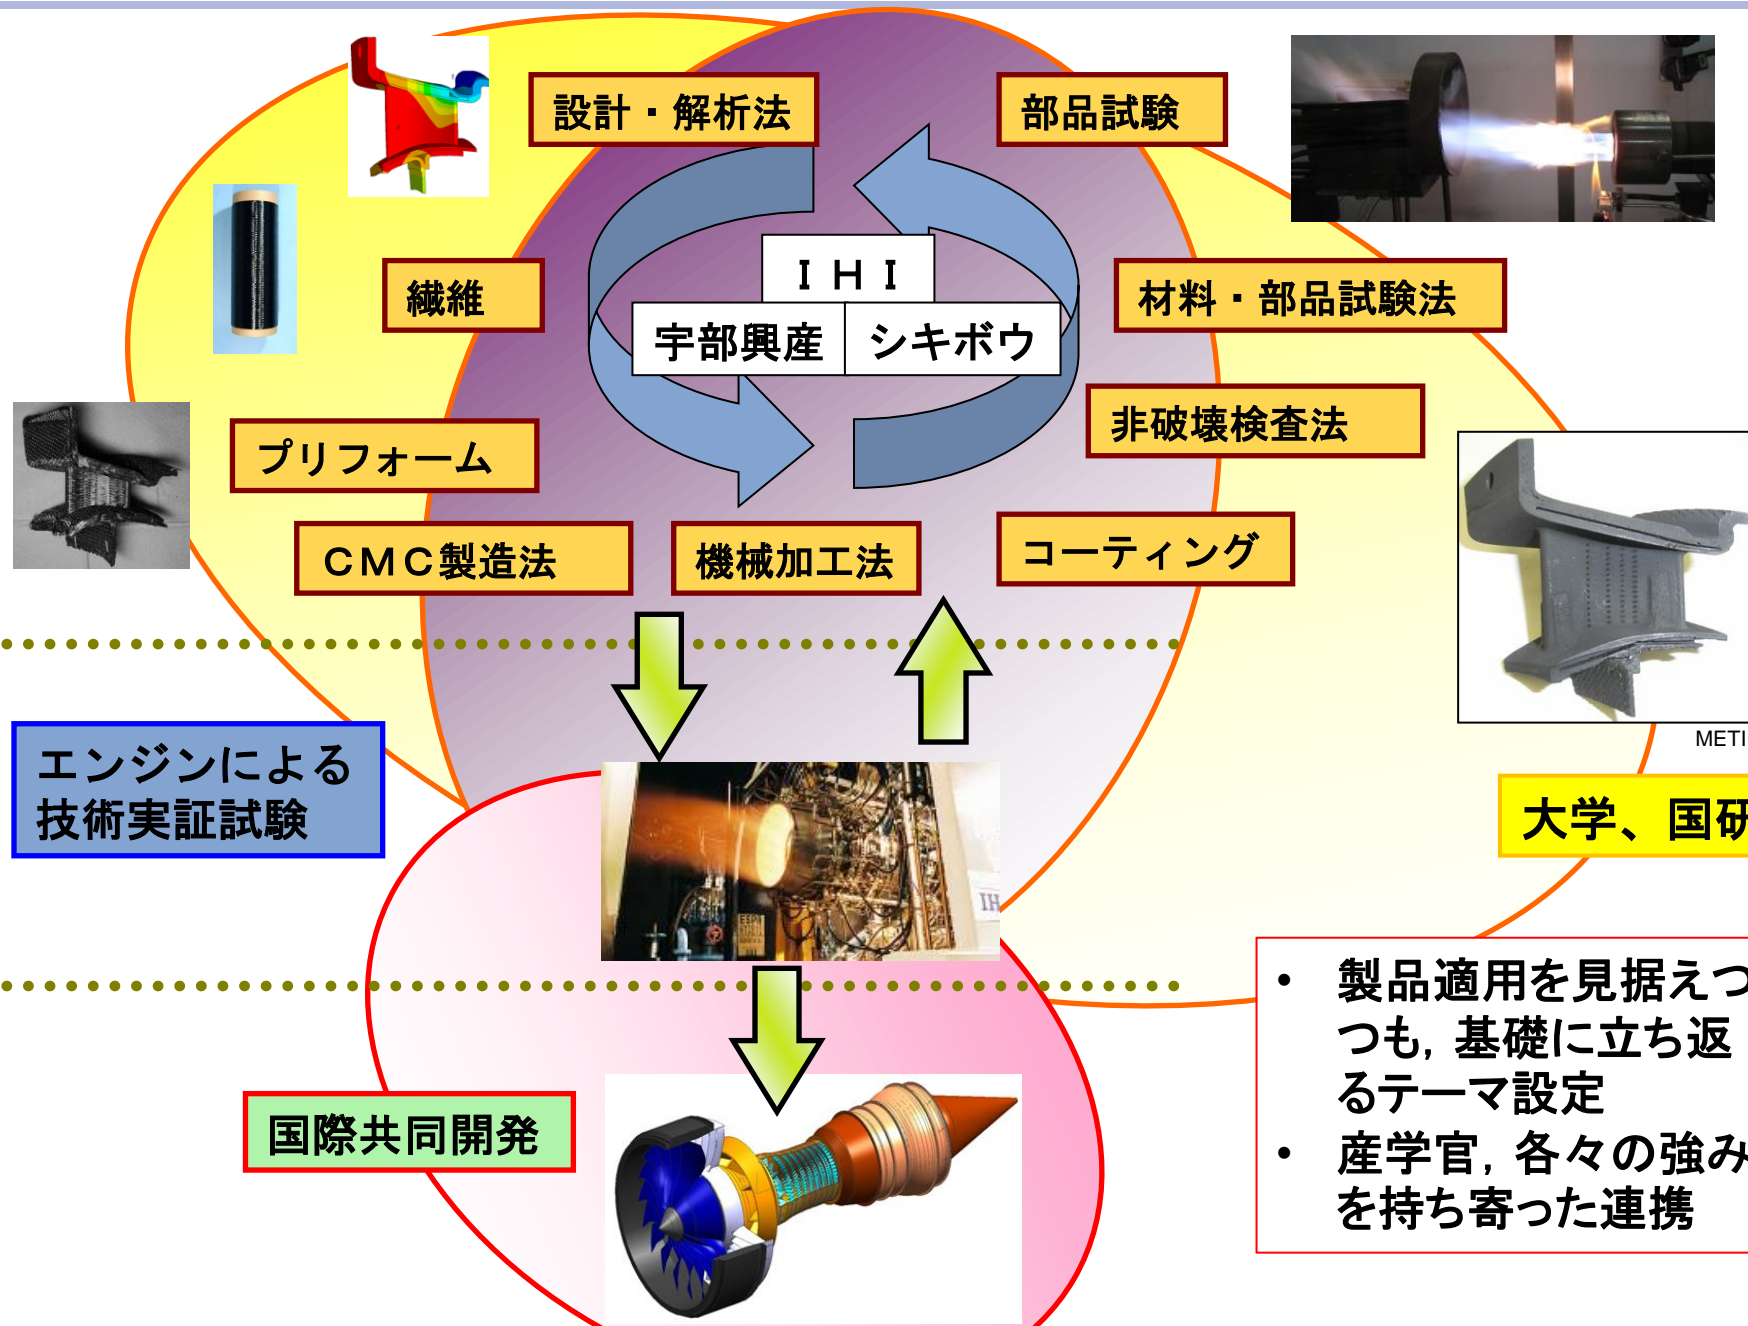 設計・解析法
部品試験
ＩＨＩ
繊維
材料・部品試験法
宇部興産
シキボウ
非破壊検査法
プリフォーム
ＣＭＣ製造法
機械加工法
コーティング
METI
エンジンによる
技術実証試験
大学、国研
IH
製品適用を見据えつ
つも，基礎に立ち返
るテーマ設定
国際共同開発
産学官，各々の強み
を持ち寄った連携